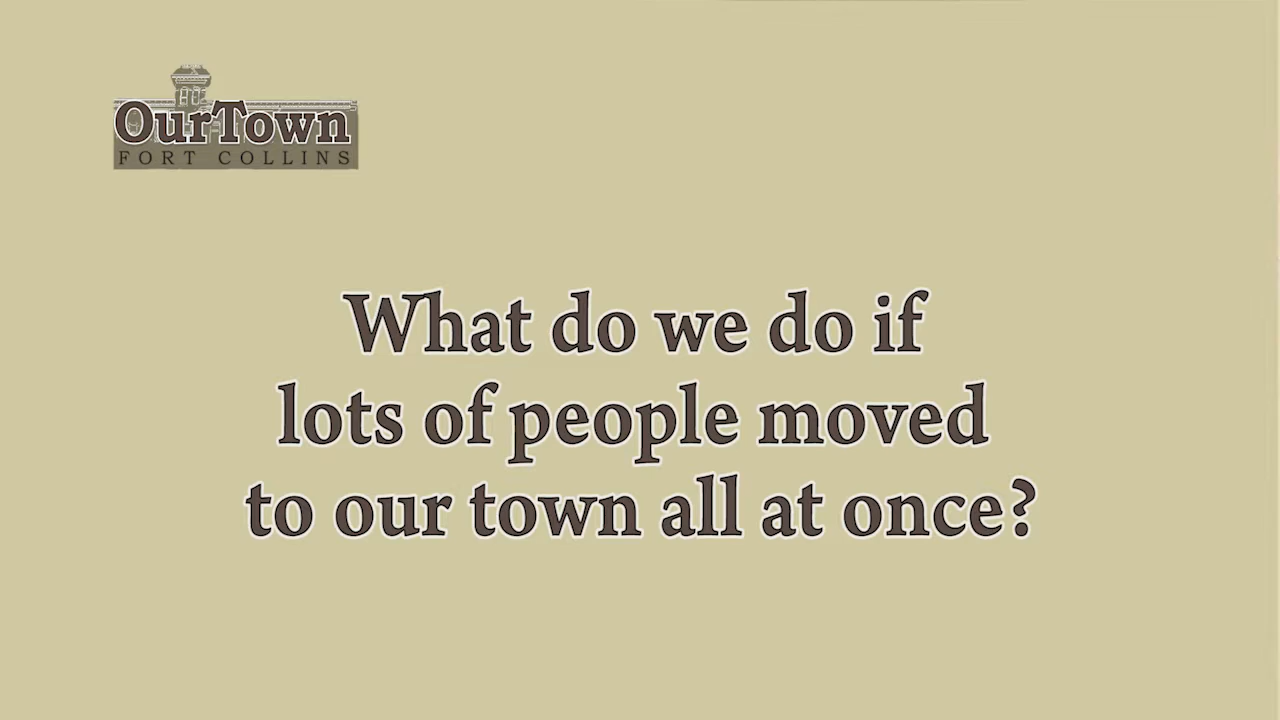 OurTown
FORT COLLINS
What do we do if
lots of people moved
to our town all at once?